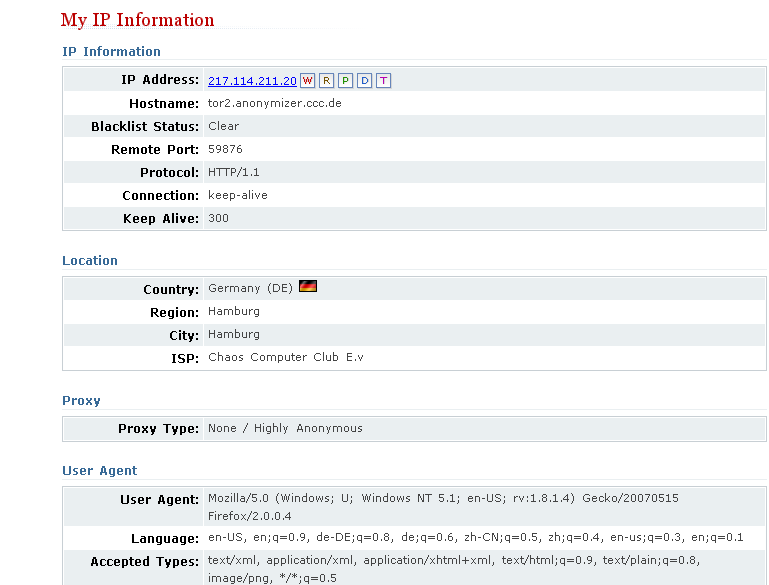 My IP Information
IP Information
IP Address: 217.114.211.20 W R P D T
Hostname: tor2.anonymizer.ccc.de
Blacklist Status: Clear
Remote Port: 59876
Protocol: HTTP/1.1
Connection: keep-alive
Keep Alive: 300
Location
Country: Germany (DE)
Region: Hamburg
City: Hamburg
ISP: Chaos Computer Club E.v
Proxy
Proxy Type: None / Highly Anonymous
User Agent
User Agent: Mozilla/5.0 (Windows; U; Windows NT 5.1; en-US; rv:1.8.1.4) Gecko/20070515
Firefox/2.0.0.4
Language: en-US, en;q=0.9, de-DE;q=0.8, de;q=0.6, zh-CN;q=0.5, zh;q=0.4, en-us;q=0.3, en;q=0.1
Accepted Types: text/xml, application/xml, application/xhtml+xml, text/html;q=0.9, text/plain;q=0.8,
image/png, */*;q=0.5